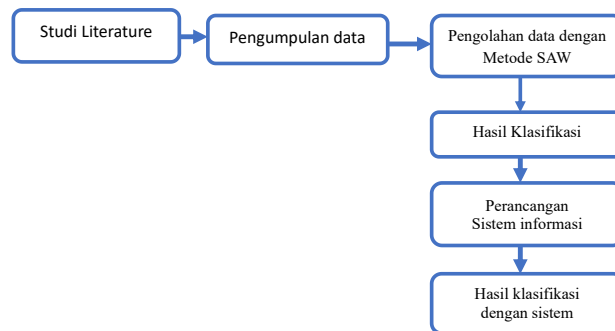 Studi Literature
Pengumpulan data
Pengolahan data dengan
Metode SAW
Hasil Klasifikasi
Perancangan
Sistem informasi
Hasil klasifikasi
dengan sistem